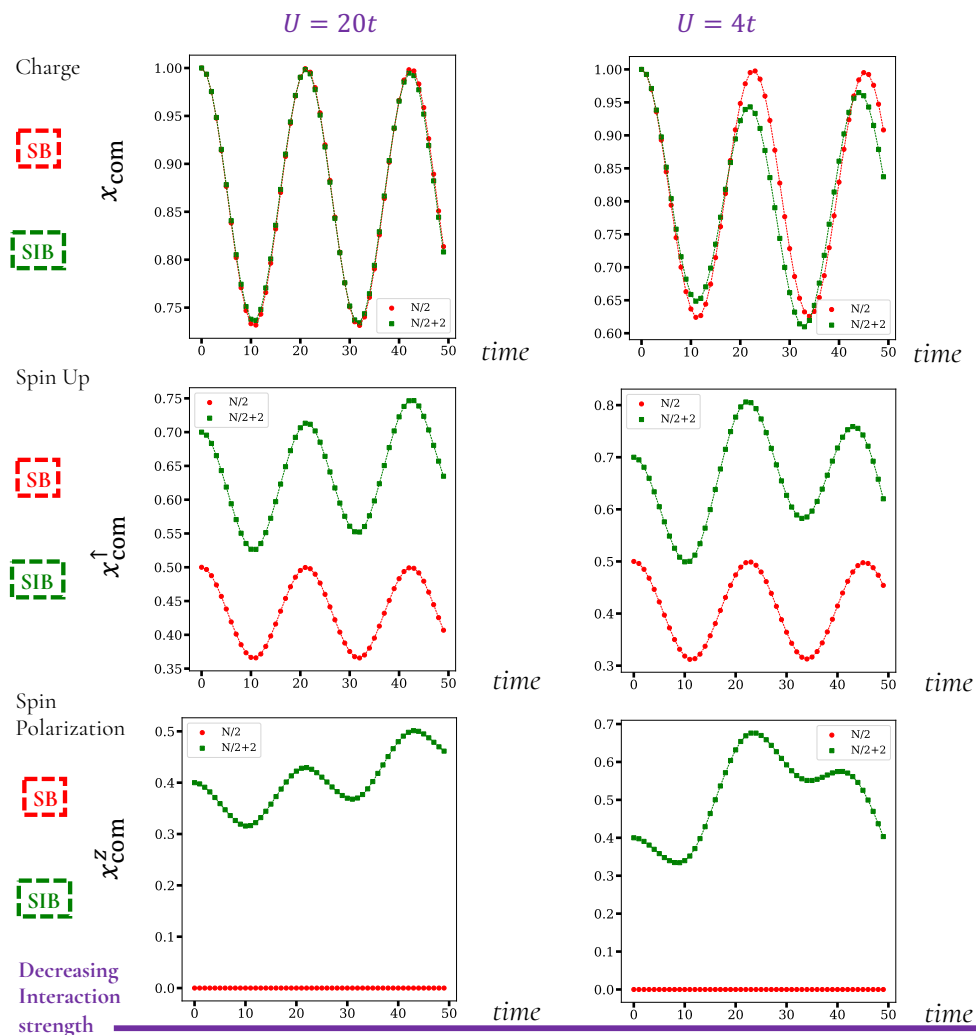 U = 20t
U = 4t
Charge
SB
SIB
x_com
1.00
0.95
0.90
0.85
0.80
0.75
N/2
N/2+2
0 10 20 30 40 50
time
1.00
0.95
0.90
0.85
0.80
0.75
0.70
0.65
0.60
N/2
N/2+2
0 10 20 30 40 50
time
Spin Up
SB
SIB
x↑com
0.75
0.70
0.65
0.60
0.55
0.50
0.45
0.40
0.35
N/2
N/2+2
0 10 20 30 40 50
time
0.8
0.7
0.6
0.5
0.4
0.3
N/2
N/2+2
0 10 20 30 40 50
time
Spin
Polarization
SB
SIB
xzcom
0.5
0.4
0.3
0.2
0.1
0.0
N/2
N/2+2
0 10 20 30 40 50
time
0.7
0.6
0.5
0.4
0.3
0.2
0.1
0.0
N/2
N/2+2
0 10 20 30 40 50
time
Decreasing
Interaction
strength